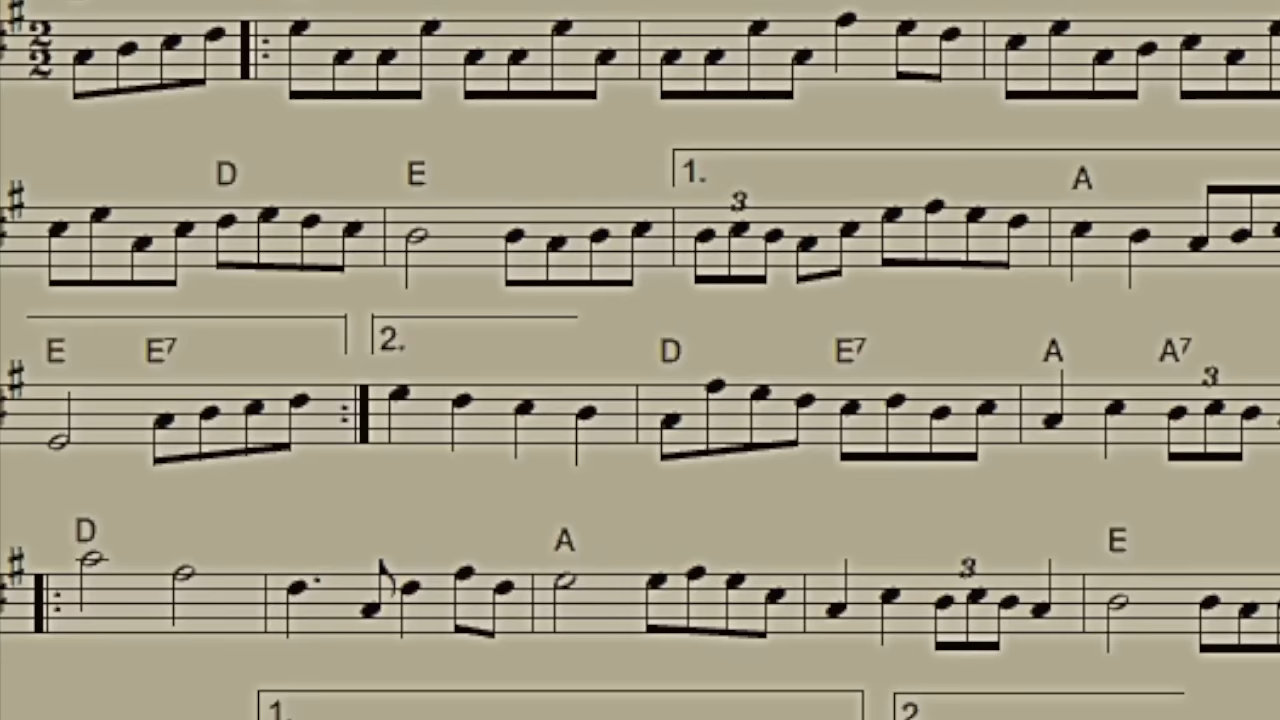 2
2
D E 1. 3 A
E E7 2. D E7 A A7 3
D A 3 E
1. 2